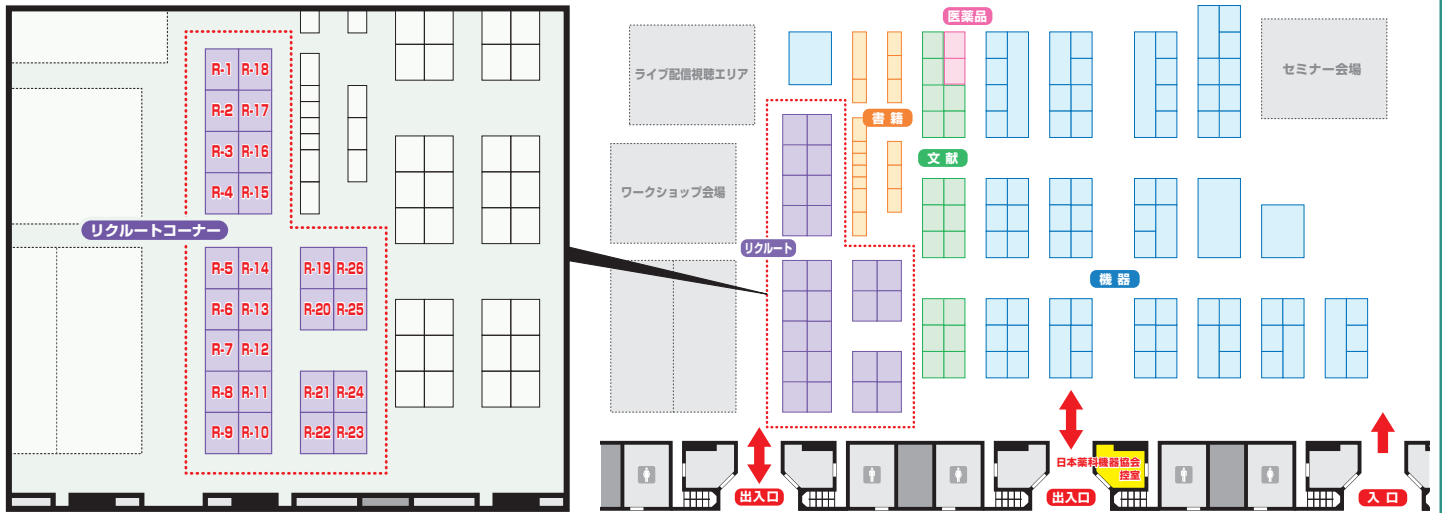 R-1 R-18
R-2 R-17
R-3 R-16
R-4 R-15
リクルートコーナー
R-5 R-14
R-6 R-13
R-7 R-12
R-8 R-11
R-9 R-10
R-19 R-26
R-20 R-25
R-21 R-24
R-22 R-23
医薬品
ライブ配信視聴エリア
セミナー会場
書籍
文献
ワークショップ会場
リクルート
機器
日本薬科機器協会
控室
出入口
出入口
入口